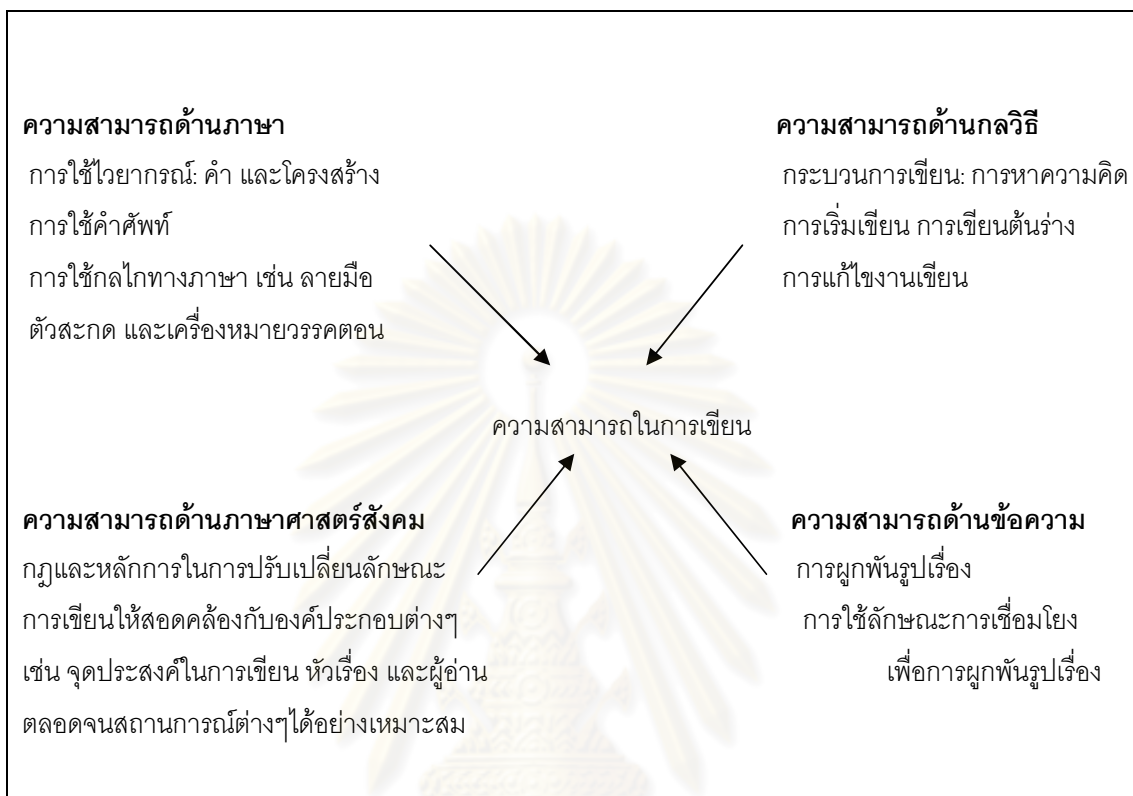 ความสามารถด้านภาษา
การใช้ไวยากรณ์: คำ และโครงสร้าง
การใช้คำศัพท์
การใช้กลไกทางภาษา เช่น ลายมือ
ตัวสะกด และเครื่องหมายวรรคตอน
ความสามารถด้านกลวิธี
กระบวนการเขียน: การหาความคิด
การเริ่มเขียน การเขียนต้นร่าง
การแก้ไขงานเขียน
ความสามารถในการเขียน
ความสามารถด้านภาษาศาสตร์สังคม
กฎและหลักการในการปรับเปลี่ยนลักษณะ
การเขียนให้สอดคล้องกับองค์ประกอบต่างๆ
เช่น จุดประสงค์ในการเขียน หัวเรื่อง และผู้อ่าน
ตลอดจนสถานการณ์ต่างๆได้อย่างเหมาะสม
ความสามารถด้านข้อความ
การผูกพันรูปเรื่อง
การใช้ลักษณะการเชื่อมโยง
เพื่อการผูกพันรูปเรื่อง